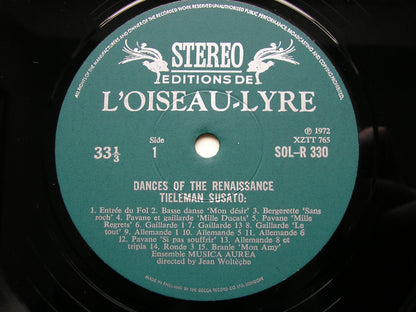 ALL RIGHTS OF THE MANUFACTURER AND OF THE OWNER OF THE RECORDED WORK RESERVED UNAUTHORISED PUBLIC PERFORMANCE, BROADCASTING AND COPYING OF THIS RECORD PROHIBITED
STEREO
EDITIONS DE
L'OISEAU-LYRE
33⅓
Side
1
℗ 1972
XZTT 765
SOL-R 330
DANCES OF THE RENAISSANCE
TIELEMAN SUSATO:
1. Entrée du Fol 2. Basse danse 'Mon désir' 3. Bergerette 'Sans
roch' 4. Pavane et gaillarde 'Mille Ducats' 5. Pavane 'Mille
Regrets' 6. Gaillarde 1 7. Gaillarde 13 8. Gaillarde 'Le
tout' 9. Allemande 1 10. Allemande 5 11. Allemande 6
12. Pavane 'Si pas souffrir' 13. Allemande 8 et
tripla 14. Ronde 3 15. Branle 'Mon Amy'
Ensemble MUSICA AUREA
directed by Jean Woltèche
MADE IN ENGLAND BY THE DECCA RECORD CO LTD. LONDON